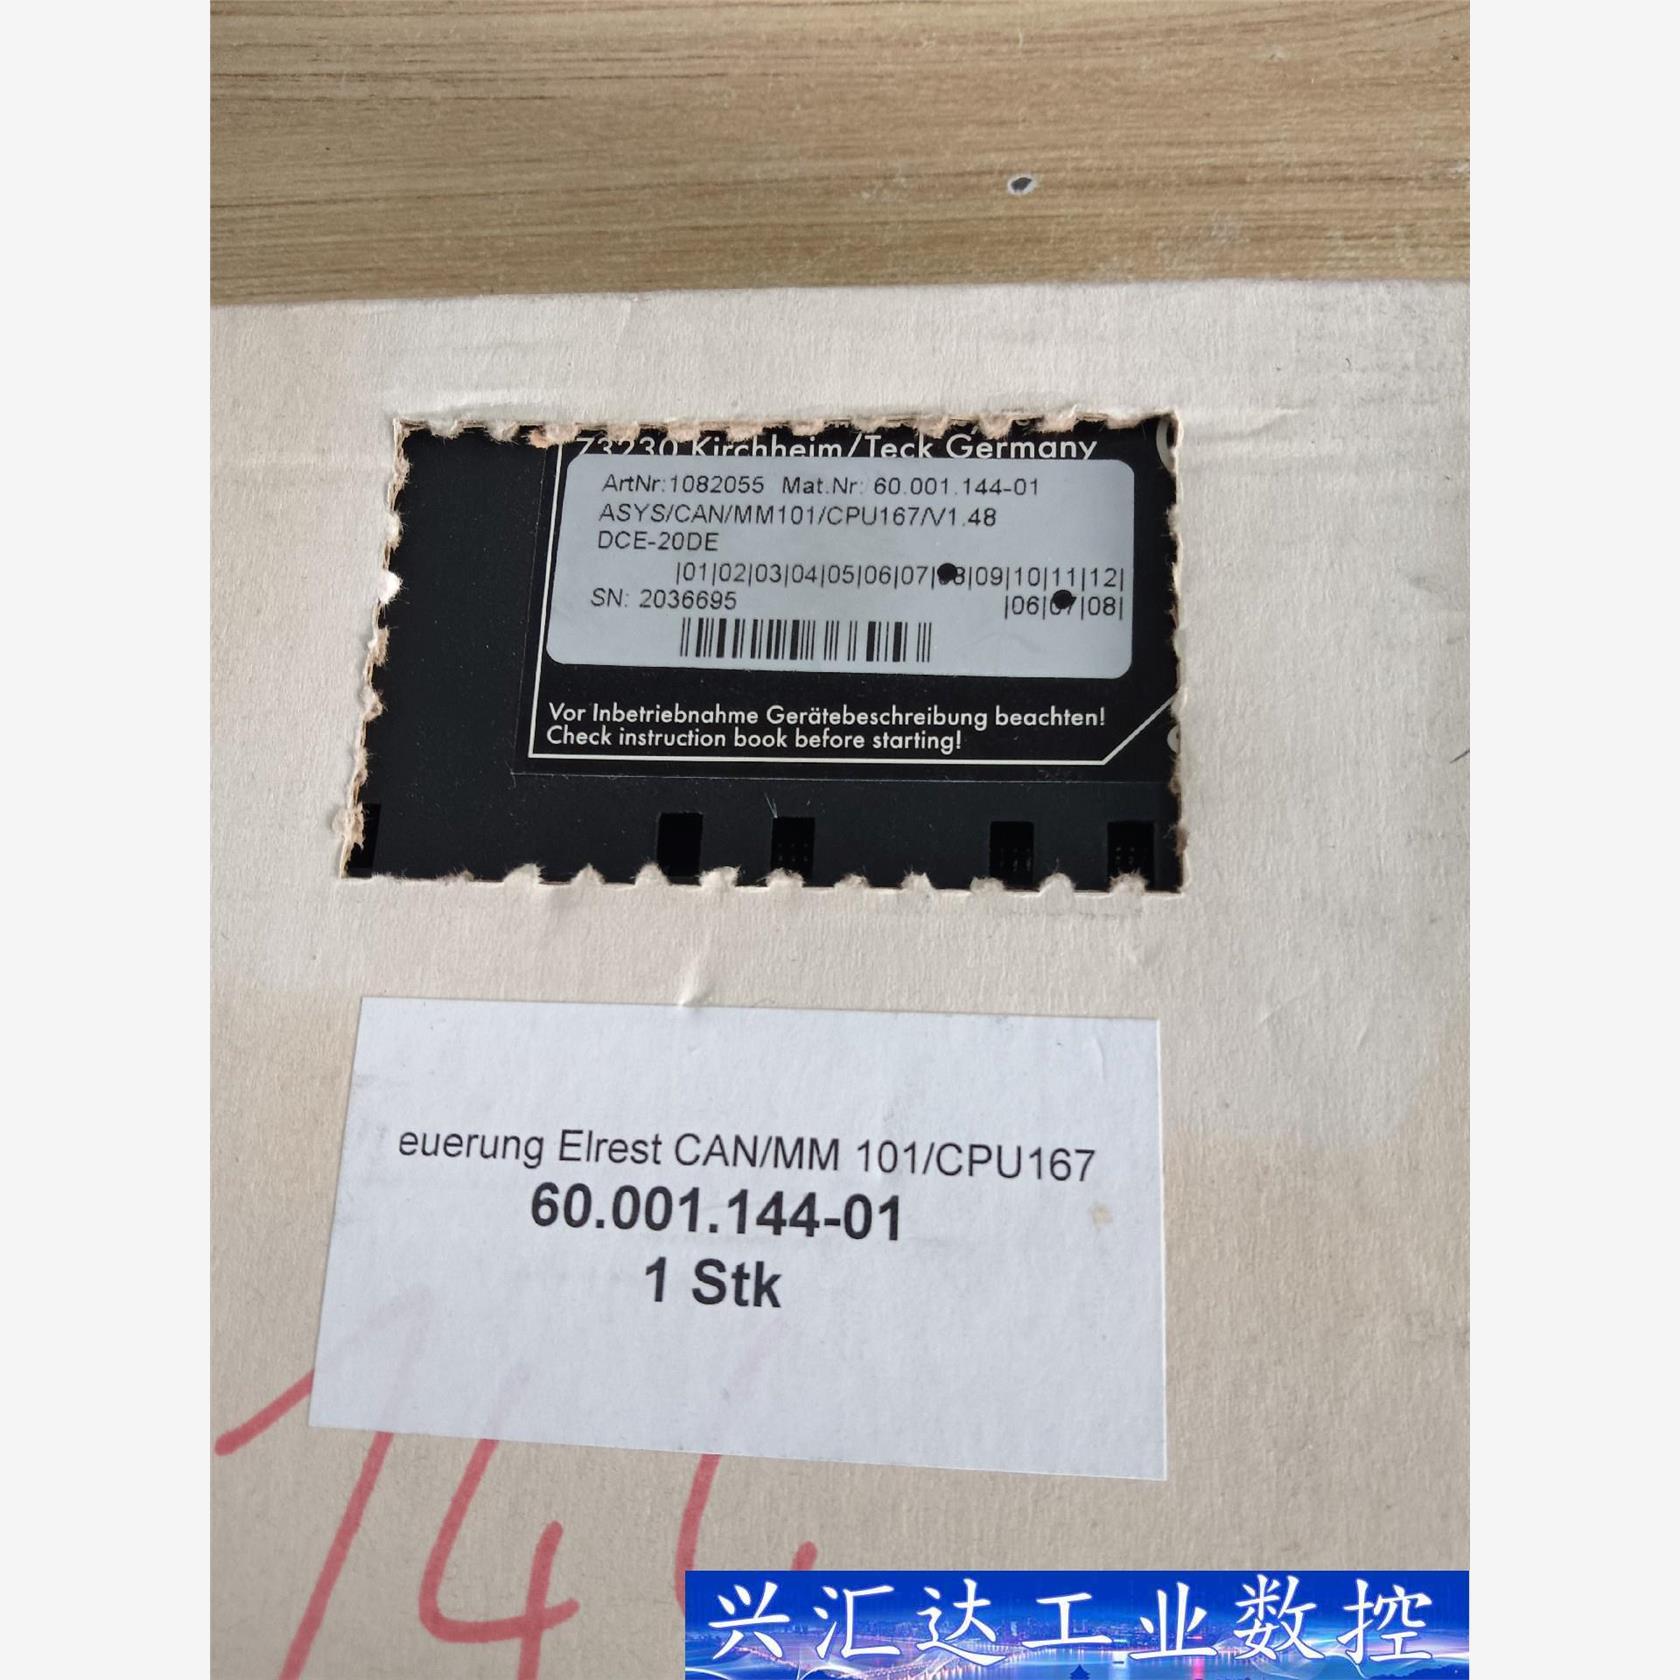 73230 Kirchheim/Teck Germany
ArtNr:1082055 Mat.Nr: 60.001.144-01
ASYS/CAN/MM101/CPU167/V1.48
DCE-20DE
|01|02|03|04|05|06|07|08|09|10|11|12|
SN: 2036695 |06|07|08|
Vor Inbetriebnahme Gerätebeschreibung beachten!
Check instruction book before starting!
euerung Elrest CAN/MM 101/CPU167
60.001.144-01
1 Stk
兴汇达工业数控